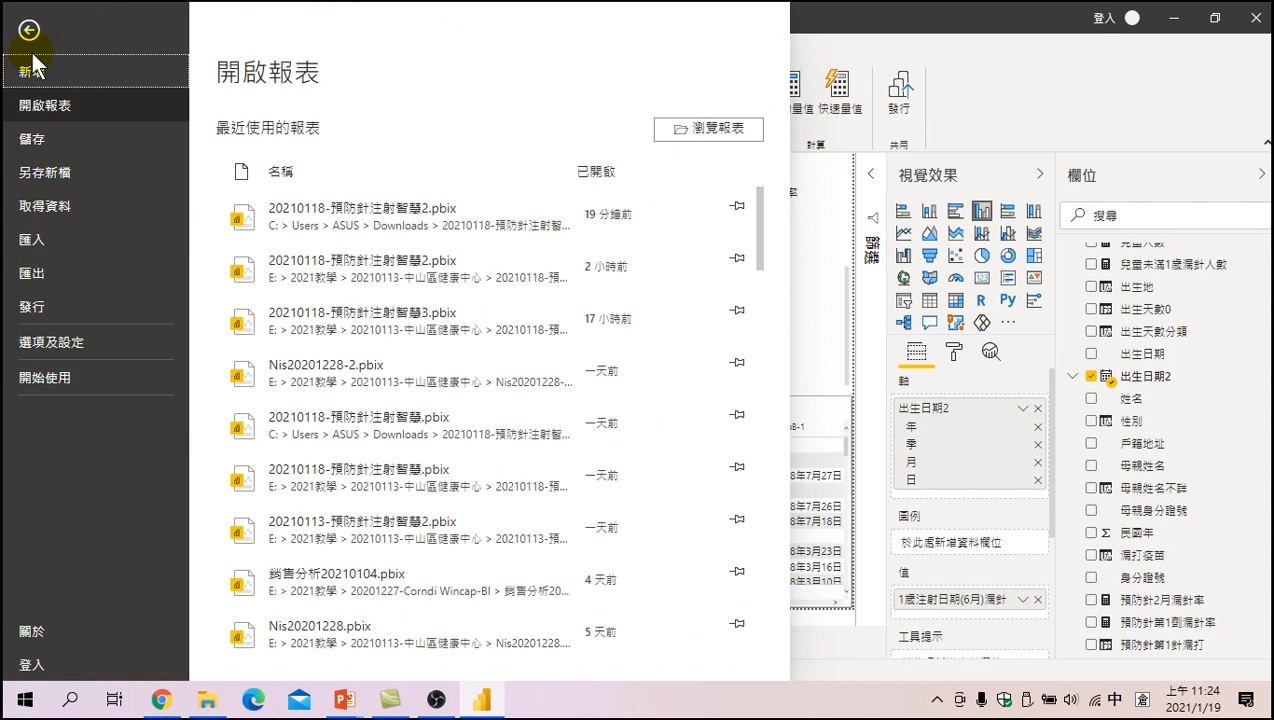 登入
新增
開啟報表
儲存
另存新檔
取得資料
匯入
匯出
發行
選項及設定
開始使用
關於
登入
開啟報表
最近使用的報表
瀏覽報表
名稱
已開啟
20210118-預防針注射智慧2.pbix
C: > Users > ASUS > Downloads > 20210118-預防針注射智...
19 分鐘前
20210118-預防針注射智慧2.pbix
E: > 2021教學 > 20210113-中山區健康中心 > 20210118-預...
2 小時前
20210118-預防針注射智慧3.pbix
E: > 2021教學 > 20210113-中山區健康中心 > 20210118-預...
17 小時前
Nis20201228-2.pbix
E: > 2021教學 > 20210113-中山區健康中心 > Nis20201228-...
一天前
20210118-預防針注射智慧.pbix
C: > Users > ASUS > Downloads > 20210118-預防針注射智...
一天前
20210118-預防針注射智慧.pbix
E: > 2021教學 > 20210113-中山區健康中心 > 20210118-預...
一天前
20210113-預防針注射智慧2.pbix
E: > 2021教學 > 20210113-中山區健康中心 > 20210113-預...
一天前
銷售分析20210104.pbix
E: > 2021教學 > 20201227-Corndi Wincap-BI > 銷售分析20...
4 天前
Nis20201228.pbix
E: > 2021教學 > 20210113-中山區健康中心 > Nis20201228....
5 天前
量值
快速量值
發行
計算
共用
率
B-1
8年7月27日
8年7月26日
8年7月18日
8年3月23日
8年3月16日
8年3月10日
篩選
視覺效果
R
Py
軸
出生日期2
年
季
月
日
圖例
於此處新增資料欄位
值
1歲注射日期(6月)漏針
工具提示
欄位
搜尋
兒童人數
兒童未滿1歲漏針人數
出生地
出生天數0
出生天數分類
出生日期
出生日期2
姓名
性別
戶籍地址
母親姓名
母親姓名不詳
母親身分證號
民國年
漏打疫苗
身分證號
預防針2月漏針率
預防針第1劑漏針率
預防針第1針漏打
中
倉
上午 11:24
2021/1/19